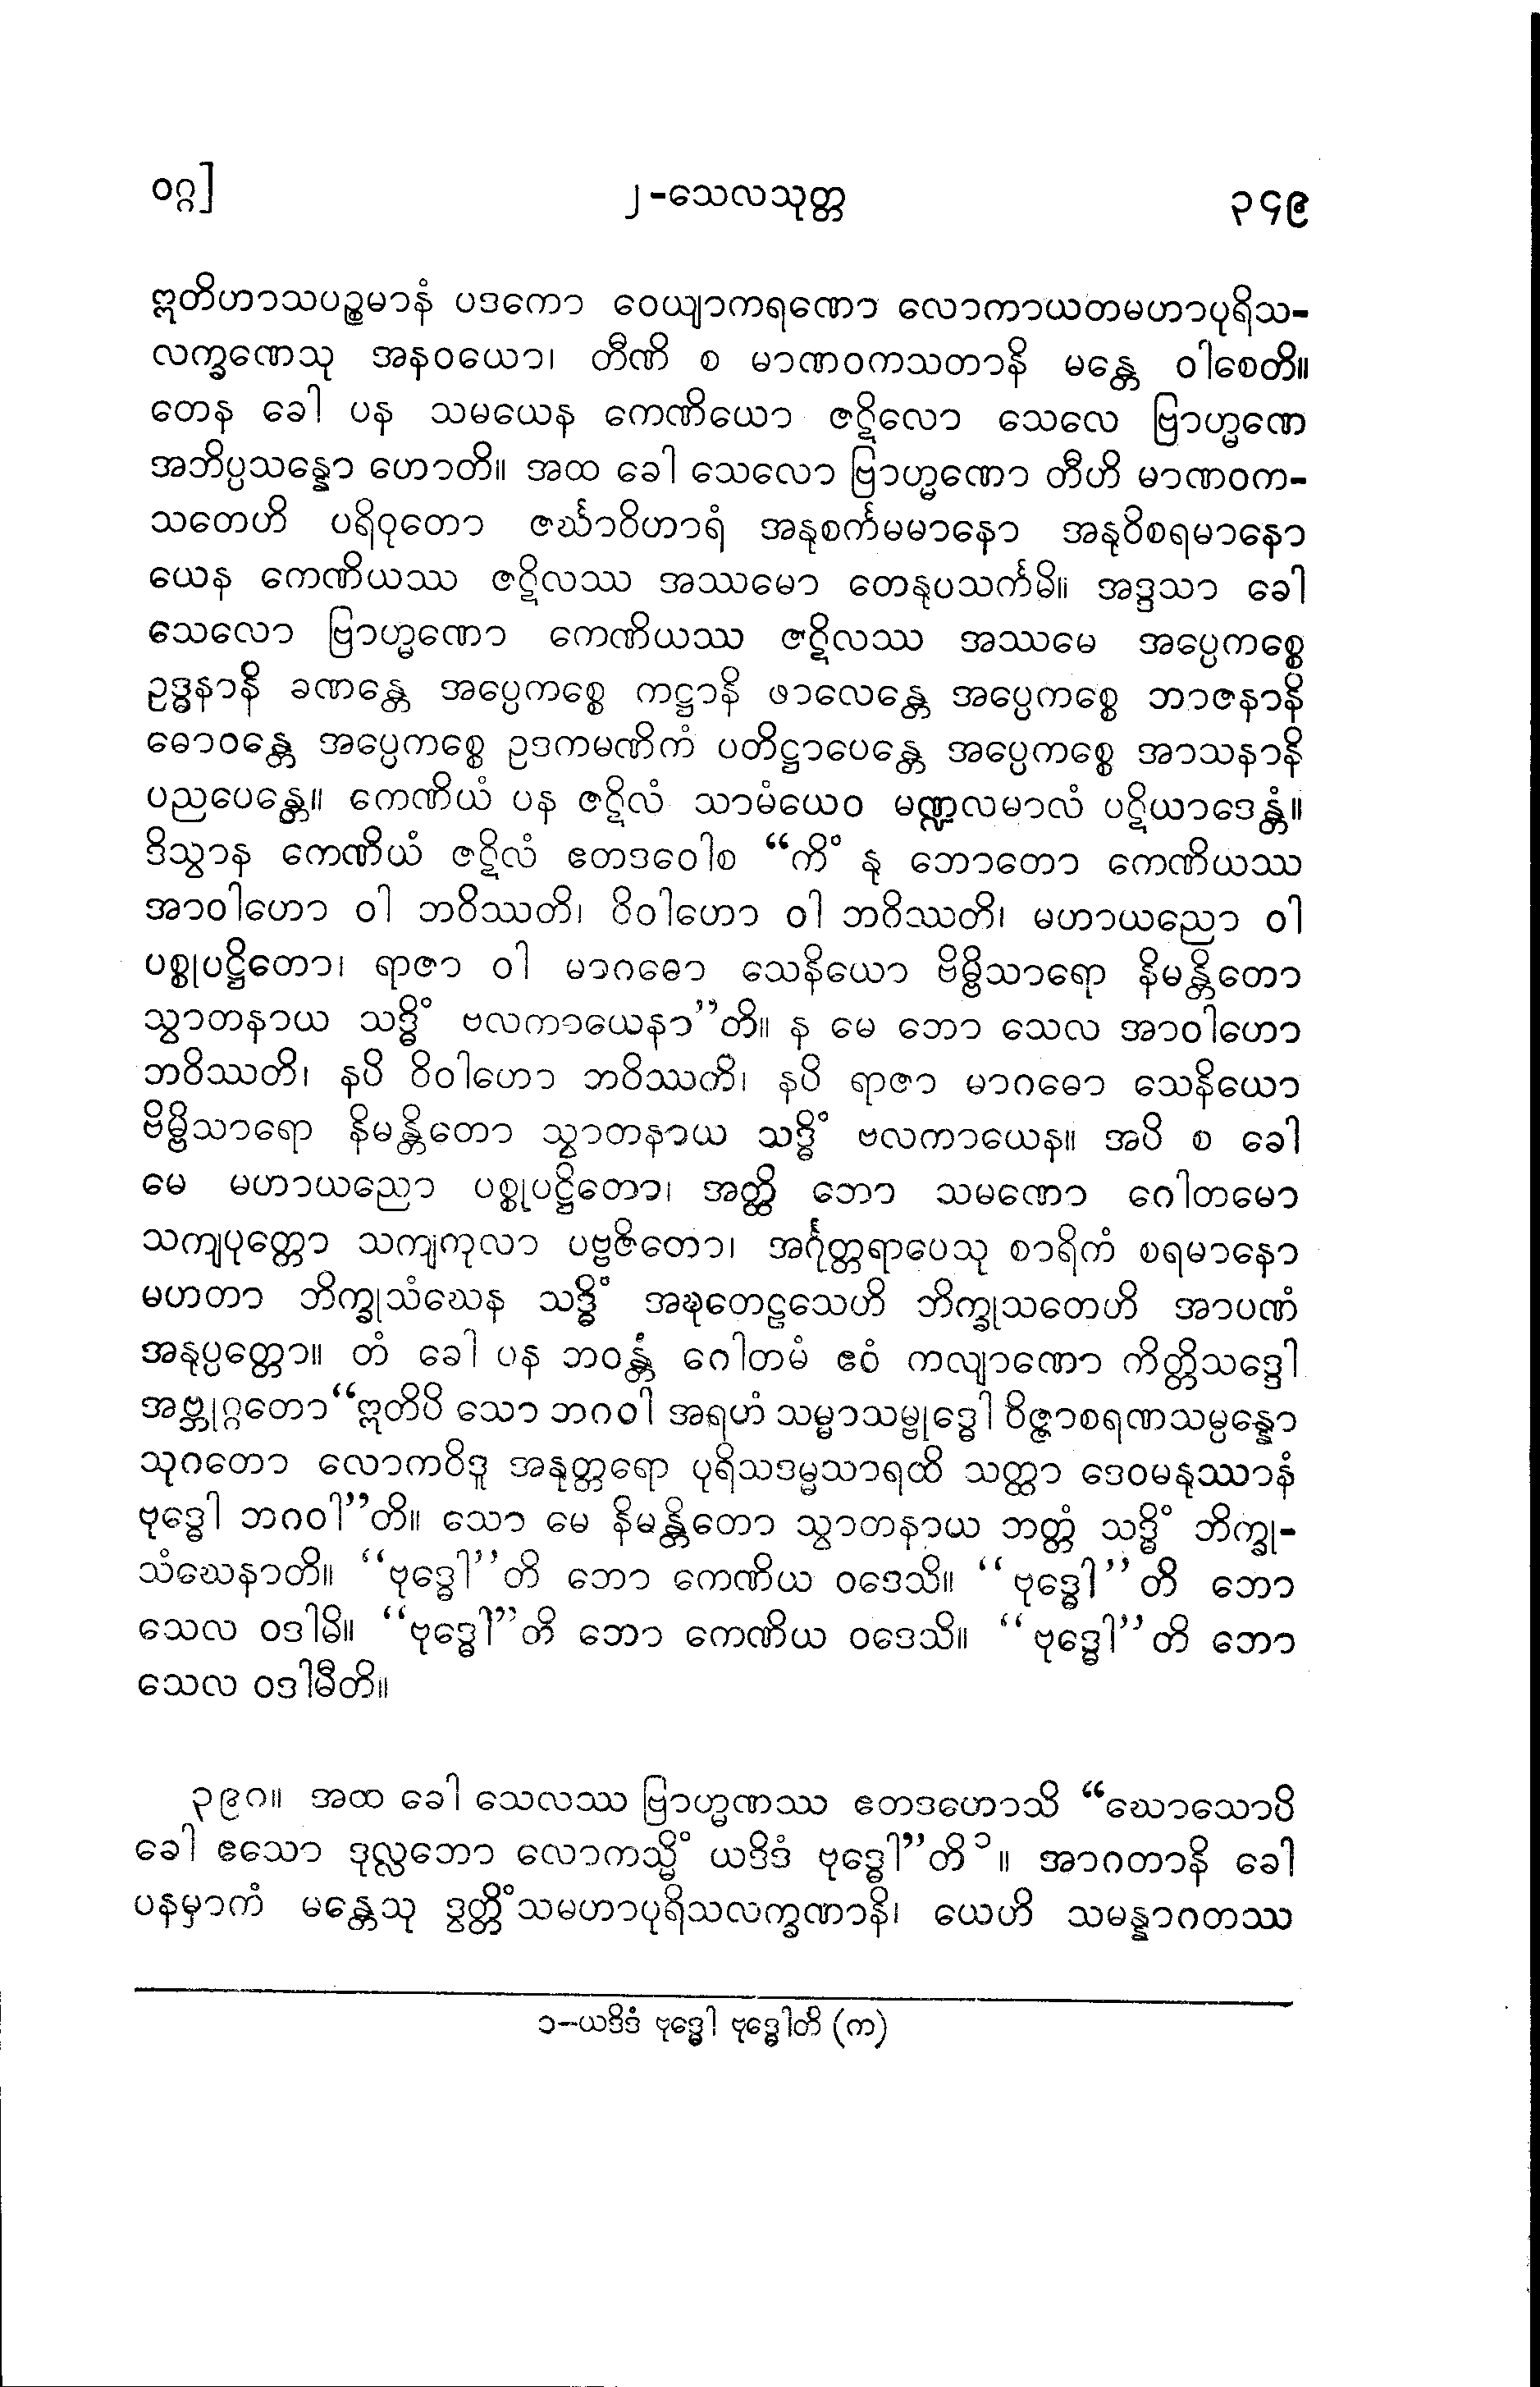 ဝဂ္ဂ] ၂-သေလသုတ္တ ၃၄၉
ဣတိဟာသပဉ္စမာနံ ပဒကော ဝေယျာကရဏော လောကာယတမဟာပုရိသ-
လက္ခဏေသု အနဝယော၊ တီဏိ စ မာဏဝကသတာနိ မန္တေ ဝါစေတိ။
တေန ခေါ ပန သမယေန ကေဏိယော ဇဋိလော သေလေ ဗြာဟ္မဏေ
အဘိပ္ပသန္နော ဟောတိ။ အထ ခေါ သေလော ဗြာဟ္မဏော တီဟိ မာဏဝက-
သတေဟိ ပရိဝုတော ဇင်္ဃာဝိဟာရံ အနုစင်္ကမမာနော အနုဝိစရမာနော
ယေန ကေဏိယဿ ဇဋိလဿ အဿမော တေနုပသင်္ကမိ။ အဒ္ဒသာ ခေါ
သေလော ဗြာဟ္မဏော ကေဏိယဿ ဇဋိလဿ အဿမေ အပ္ပေကစ္စေ
ဥဒ္ဓနာနိ ခဏန္တေ အပ္ပေကစ္စေ ကဋ္ဌာနိ ဖာလေန္တေ အပ္ပေကစ္စေ ဘာဇနာနိ
ဓောဝန္တေ အပ္ပေကစ္စေ ဥဒကမဏိကံ ပတိဋ္ဌာပေန္တေ အပ္ပေကစ္စေ အာသနာနိ
ပညပေန္တေ။ ကေဏိယံ ပန ဇဋိလံ သာမံယေဝ မဏ္ဍလမာလံ ပဋိယာဒေန္တံ။
ဒိသွာန ကေဏိယံ ဇဋိလံ ဧတဒဝေါစ “ကိံ နု ဘောတော ကေဏိယဿ
အာဝါဟော ဝါ ဘဝိဿတိ၊ ဝိဝါဟော ဝါ ဘဝိဿတိ၊ မဟာယညော ဝါ
ပစ္စုပဋ္ဌိတော၊ ရာဇာ ဝါ မာဂဓော သေနိယော ဗိမ္ဗိသာရော နိမန္တိတော
သွာတနာယ သဒ္ဓိံ ဗလကာယေနာ”တိ။ န မေ ဘော သေလ အာဝါဟော
ဘဝိဿတိ၊ နပိ ဝိဝါဟော ဘဝိဿတိ၊ နပိ ရာဇာ မာဂဓော သေနိယော
ဗိမ္ဗိသာရော နိမန္တိတော သွာတနာယ သဒ္ဓိံ ဗလကာယေန။ အပိ စ ခေါ
မေ မဟာယညော ပစ္စုပဋ္ဌိတော၊ အတ္ထိ ဘော သမဏော ဂေါတမော
သကျပုတ္တော သကျကုလာ ပဗ္ဗဇိတော၊ အင်္ဂုတ္တရာပေသု စာရိကံ စရမာနော
မဟတာ ဘိက္ခုသံဃေန သဒ္ဓိံ အဍ္ဎတေဠသေဟိ ဘိက္ခုသတေဟိ အာပဏံ
အနုပ္ပတ္တော။ တံ ခေါ ပန ဘဝန္တံ ဂေါတမံ ဧဝံ ကလျာဏော ကိတ္တိသဒ္ဒေါ
အဗ္ဘုဂ္ဂတော“ဣတိပိ သော ဘဂဝါ အရဟံ သမ္မာသမ္ဗုဒ္ဓေါ ဝိဇ္ဇာစရဏသမ္ပန္နော
သုဂတော လောကဝိဒူ အနုတ္တရော ပုရိသဒမ္မသာရထိ သတ္ထာ ဒေဝမနုဿာနံ
ဗုဒ္ဓေါ ဘဂဝါ”တိ။ သော မေ နိမန္တိတော သွာတနာယ ဘတ္တံ သဒ္ဓိံ ဘိက္ခု-
သံဃေနာတိ။ “ဗုဒ္ဓေါ”တိ ဘော ကေဏိယ ဝဒေသိ။ “ဗုဒ္ဓေါ”တိ ဘော
သေလ ဝဒါမိ။ “ဗုဒ္ဓေါ”တိ ဘော ကေဏိယ ဝဒေသိ။ “ဗုဒ္ဓေါ”တိ ဘော
သေလ ဝဒါမီတိ။
၃၉၇။ အထ ခေါ သေလဿ ဗြာဟ္မဏဿ ဧတဒဟောသိ “ဃောသောပိ
ခေါ ဧသော ဒုလ္လဘော လောကသ္မိံ ယဒိဒံ ဗုဒ္ဓေါ”တိ ၁။ အာဂတာနိ ခေါ
ပနမှာကံ မန္တေသု ဒွတ္တိံသမဟာပုရိသလက္ခဏာနိ၊ ယေဟိ သမန္နာဂတဿ
၁-ယဒိဒံ ဗုဒ္ဓေါ ဗုဒ္ဓေါတိ (က)